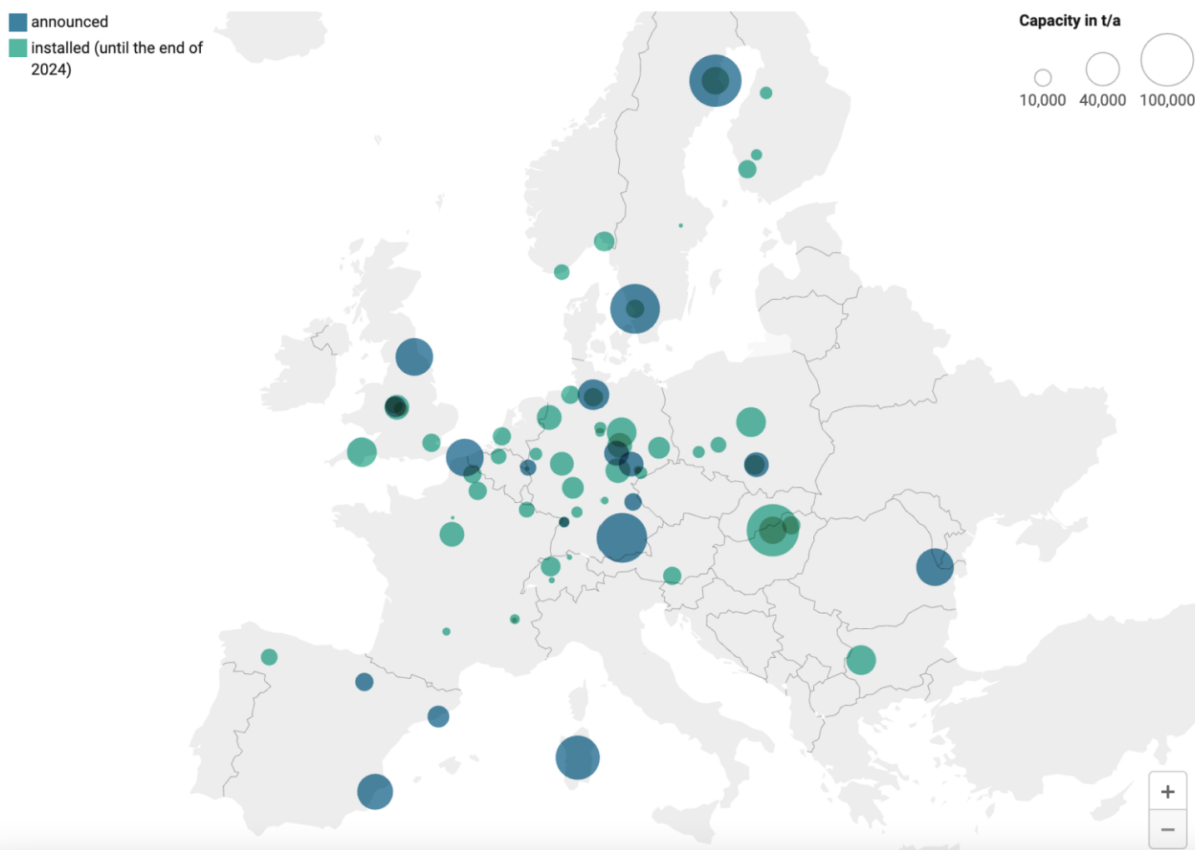 announced
installed (until the end of
2024)
Capacity in t/a
10,000 40,000 100,000
+
−